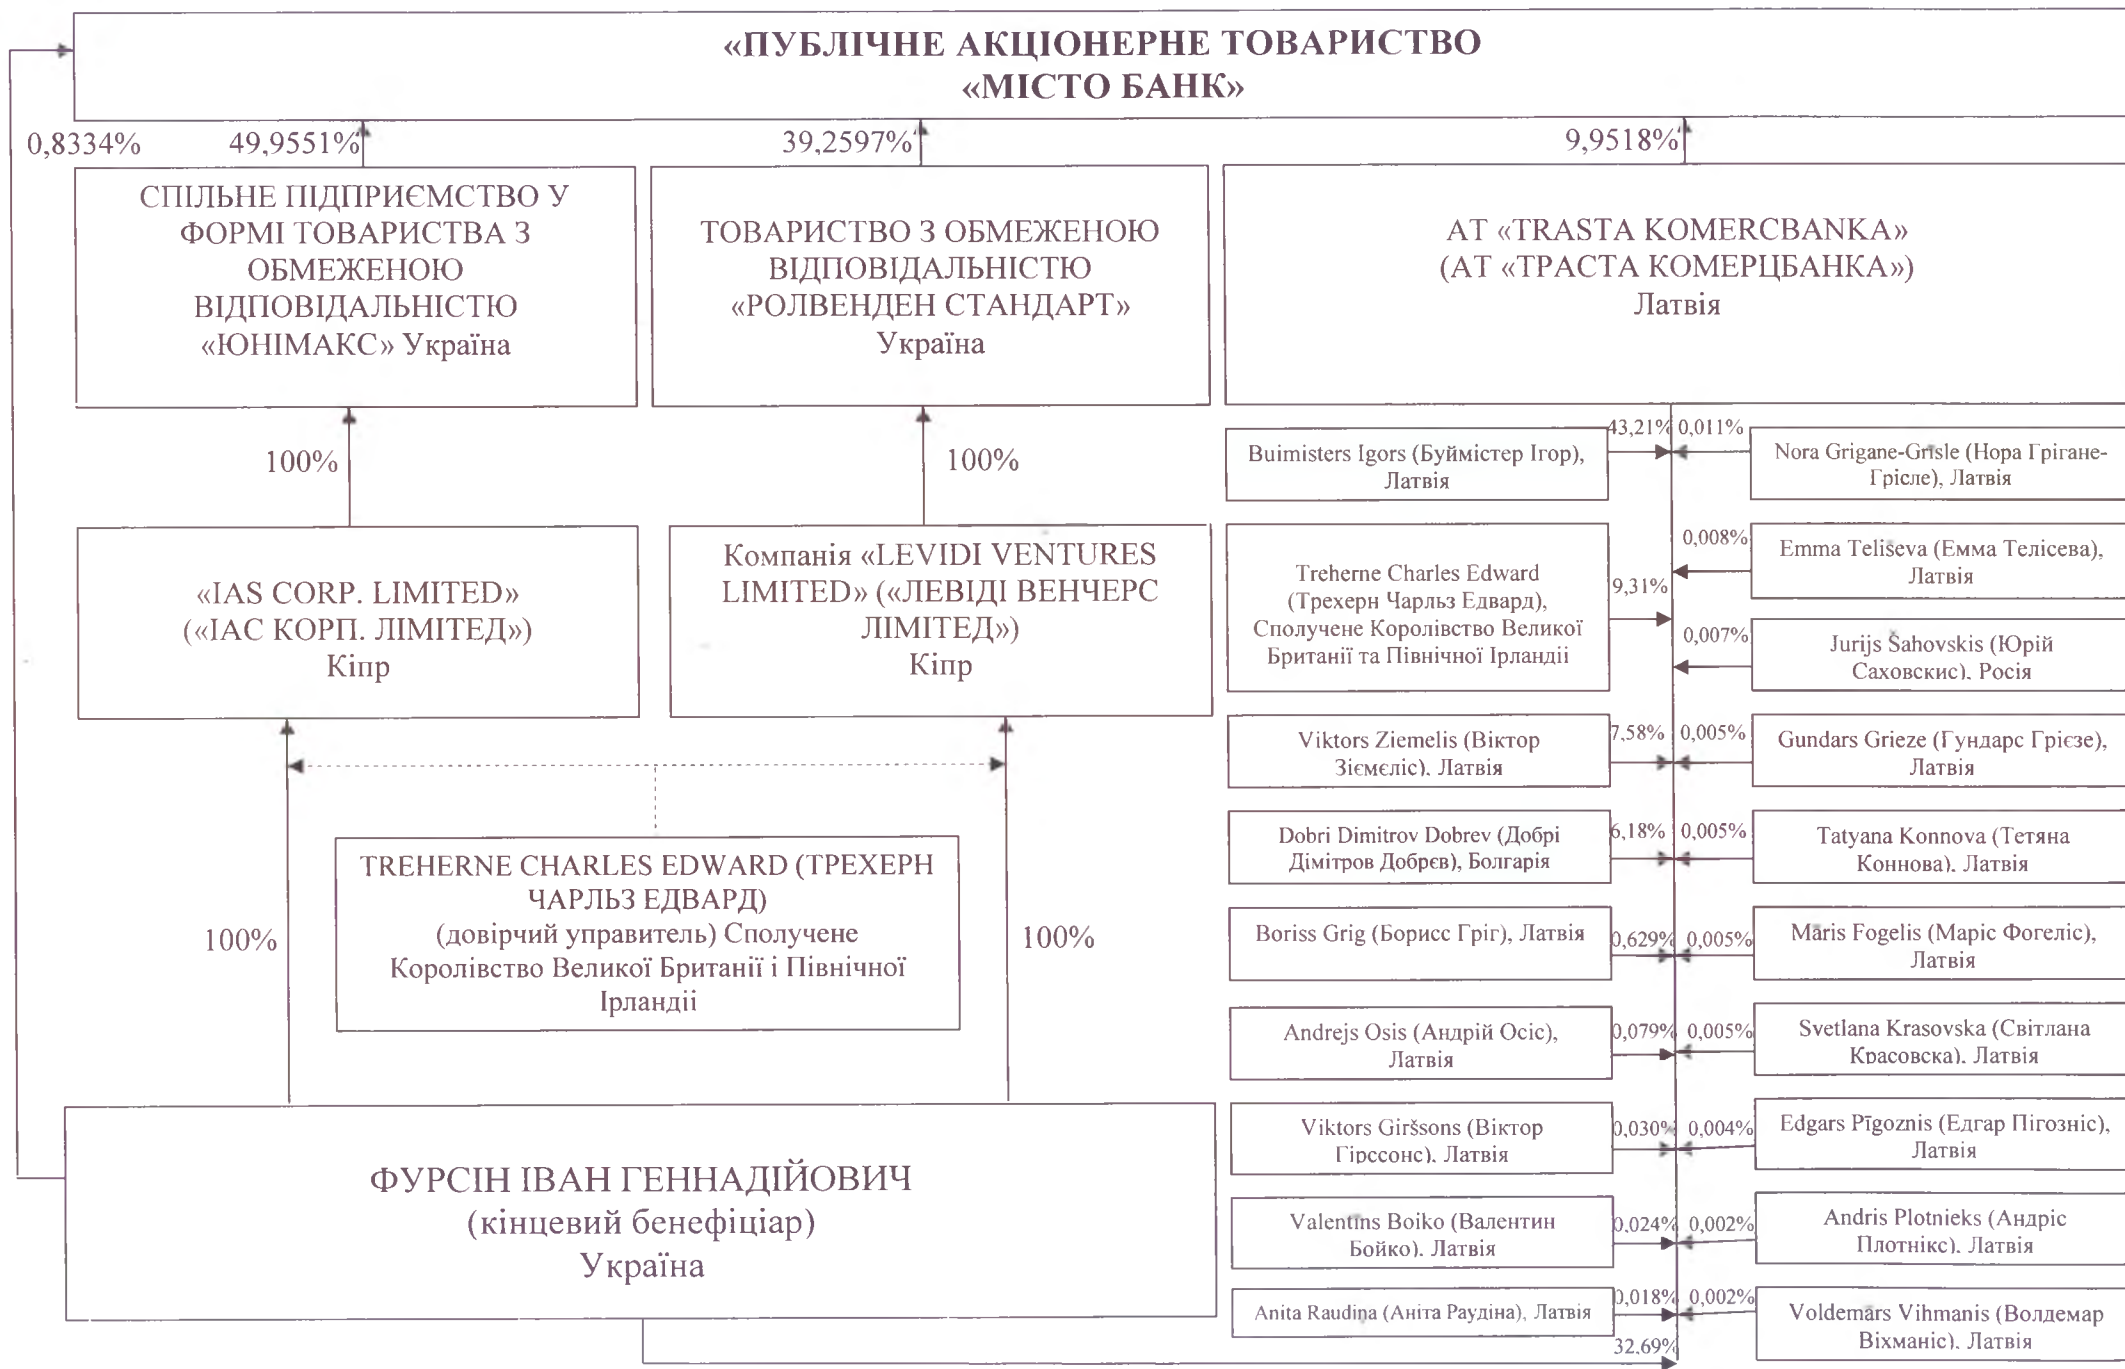 «ПУБЛІЧНЕ АКЦІОНЕРНЕ ТОВАРИСТВО
«МІСТО БАНК»
0,8334%
49,9551%
39,2597%
9,9518%
СПІЛЬНЕ ПІДПРИЄМСТВО У
ФОРМІ ТОВАРИСТВА З
ОБМЕЖЕНОЮ
ВІДПОВІДАЛЬНІСТЮ
«ЮНІМАКС» Україна
ТОВАРИСТВО З ОБМЕЖЕНОЮ
ВІДПОВІДАЛЬНІСТЮ
«РОЛВЕНДЕН СТАНДАРТ»
Україна
АТ «TRASTA KOMERCBANKA»
(АТ «ТРАСТА КОМЕРЦБАНКА»)
Латвія
100%
100%
«IAS CORP. LIMITED»
(«ІАС КОРП. ЛІМІТЕД»)
Кіпр
Компанія «LEVIDI VENTURES
LIMITED» («ЛЕВІДІ ВЕНЧЕРС
ЛІМІТЕД»)
Кіпр
TREHERNE CHARLES EDWARD (ТРЕХЕРН
ЧАРЛЬЗ ЕДВАРД)
(довірчий управитель) Сполучене
Королівство Великої Британії і Північної
Ірландії
100%
100%
ФУРСІН ІВАН ГЕННАДІЙОВИЧ
(кінцевий бенефіціар)
Україна
Buimisters Igors (Буймістер Ігор),
Латвія
43,21%
0,011%
Nora Grigane-Grīsle (Нора Грігане-
Грісле), Латвія
Treherne Charles Edward
(Трехерн Чарльз Едвард),
Сполучене Королівство Великої
Британії та Північної Ірландії
9,31%
0,008%
Emma Teliševa (Емма Телісева),
Латвія
0,007%
Jurijs Šahovskis (Юрій
Саховскис), Росія
Viktors Ziemelis (Віктор
Зіємєліс), Латвія
7,58%
0,005%
Gundars Grieze (Гундарс Грієзе),
Латвія
Dobri Dimitrov Dobrev (Добрі
Дімітров Добрєв), Болгарія
6,18%
0,005%
Tatyana Konnova (Тетяна
Коннова), Латвія
Boriss Grig (Борисс Гріг), Латвія
0,629%
0,005%
Māris Fogelis (Маріс Фогеліс),
Латвія
Andrejs Osis (Андрій Осіс),
Латвія
0,079%
0,005%
Svetlana Krasovska (Світлана
Красовска), Латвія
Viktors Giršsons (Віктор
Гірссонс), Латвія
0,030%
0,004%
Edgars Pīgoznis (Едгар Пігозніс),
Латвія
Valentins Boiko (Валентин
Бойко), Латвія
0,024%
0,002%
Andris Plotnieks (Андріс
Плотнікс), Латвія
Anita Raudiņa (Аніта Раудіна), Латвія
0,018%
0,002%
Voldemārs Vihmanis (Волдемар
Віхманіс), Латвія
32,69%